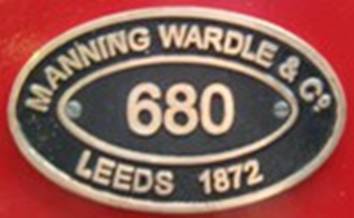 MANNING WARDLE & Co.
680
LEEDS 1872